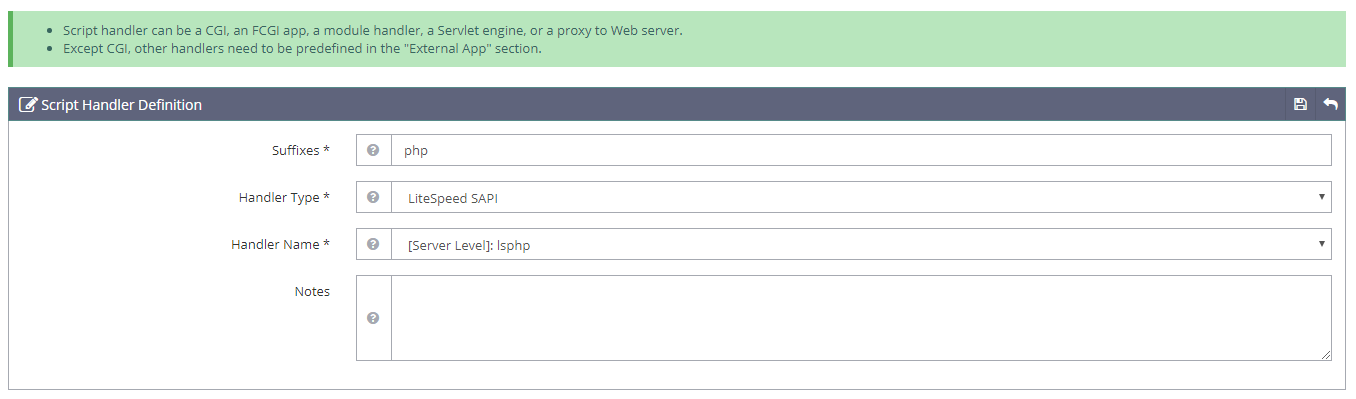 Script handler can be a CGI, an FCGI app, a module handler, a Servlet engine, or a proxy to Web server.
Except CGI, other handlers need to be predefined in the "External App" section.
Script Handler Definition
Suffixes * php
Handler Type * LiteSpeed SAPI
Handler Name * [Server Level]: lsphp
Notes